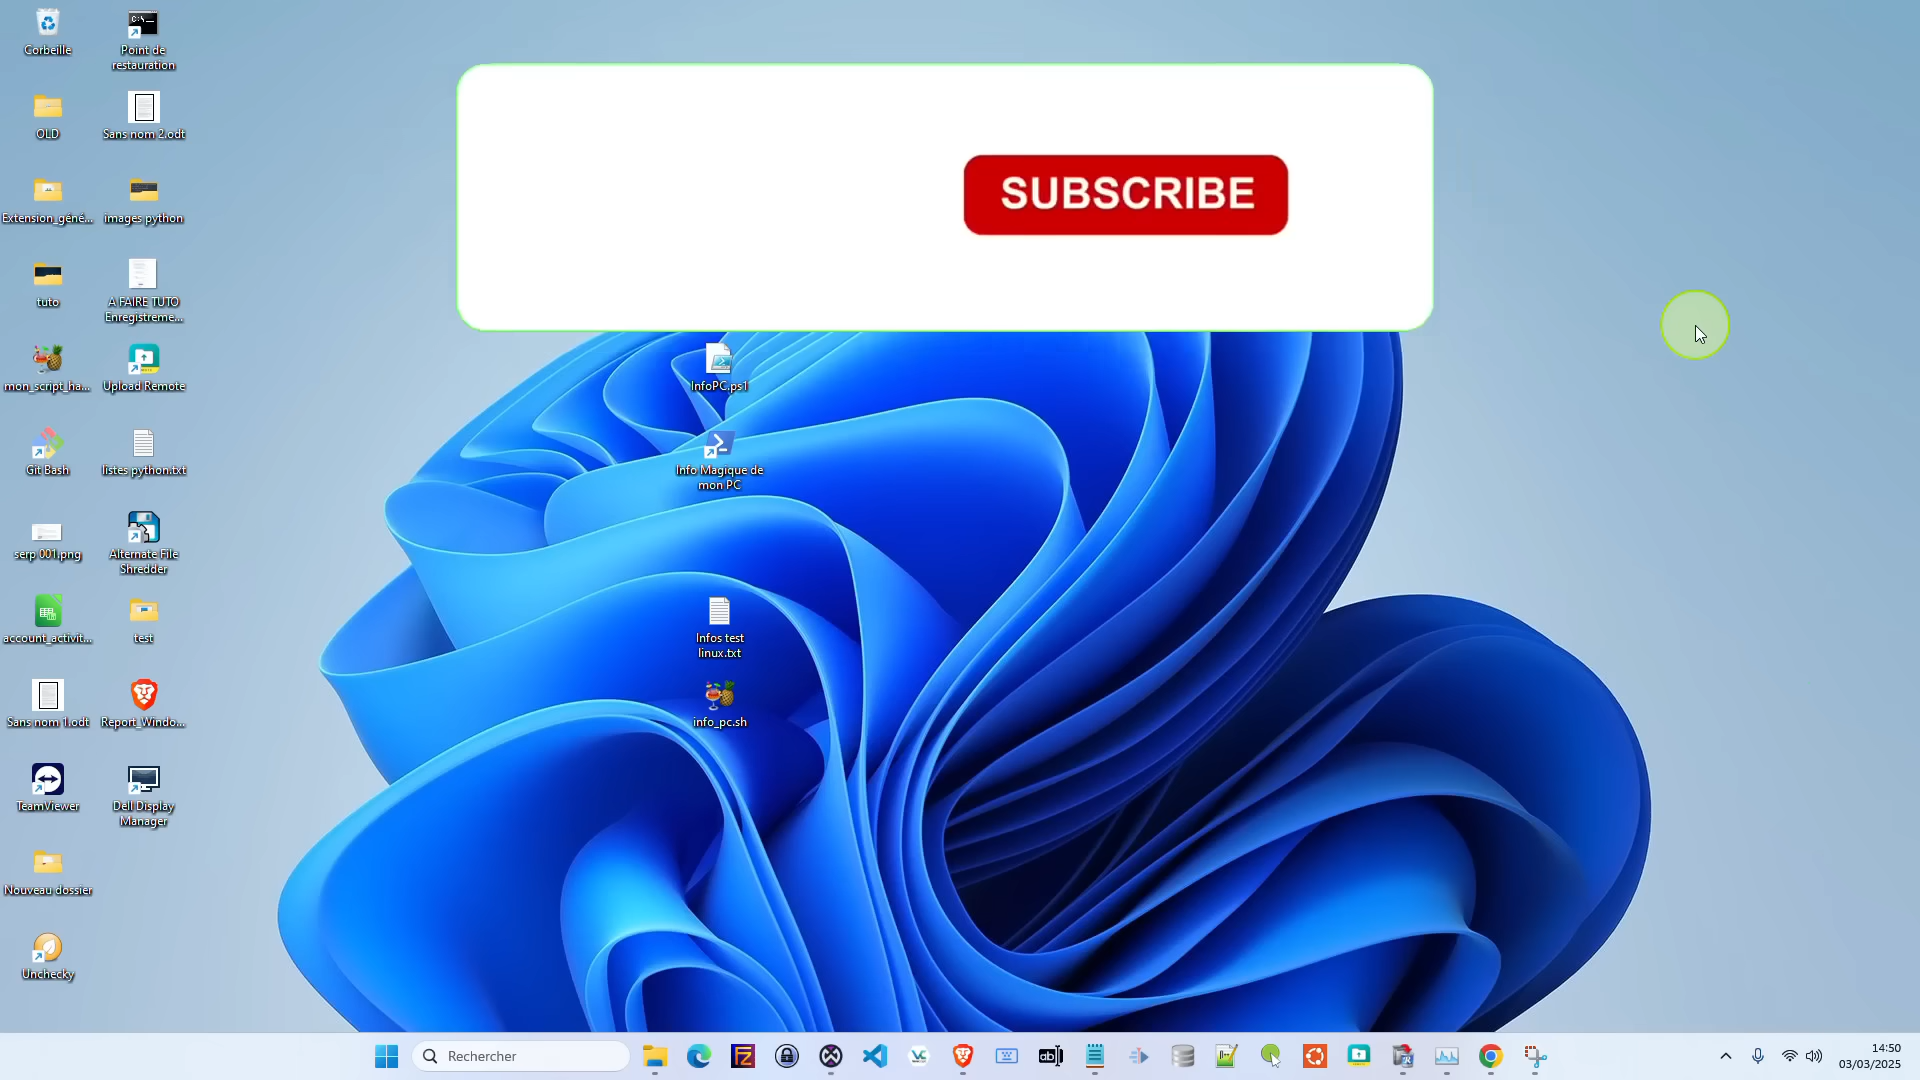 Corbeille
Point de
restauration
OLD
Sans nom 2.odt
Extension_géné...
images python
tuto
A FAIRE TUTO
Enregistreme...
mon_script_ha...
Upload Remote
Git Bash
listes python.txt
serp 001.png
Alternate File
Shredder
account_activit...
test
Sans nom 1.odt
Report_Windo...
TeamViewer
Dell Display
Manager
Nouveau dossier
Unchecky
SUBSCRIBE
InfoPC.ps1
Info Magique de
mon PC
Infos test
linux.txt
info_pc.sh
Rechercher
14:50
03/03/2025